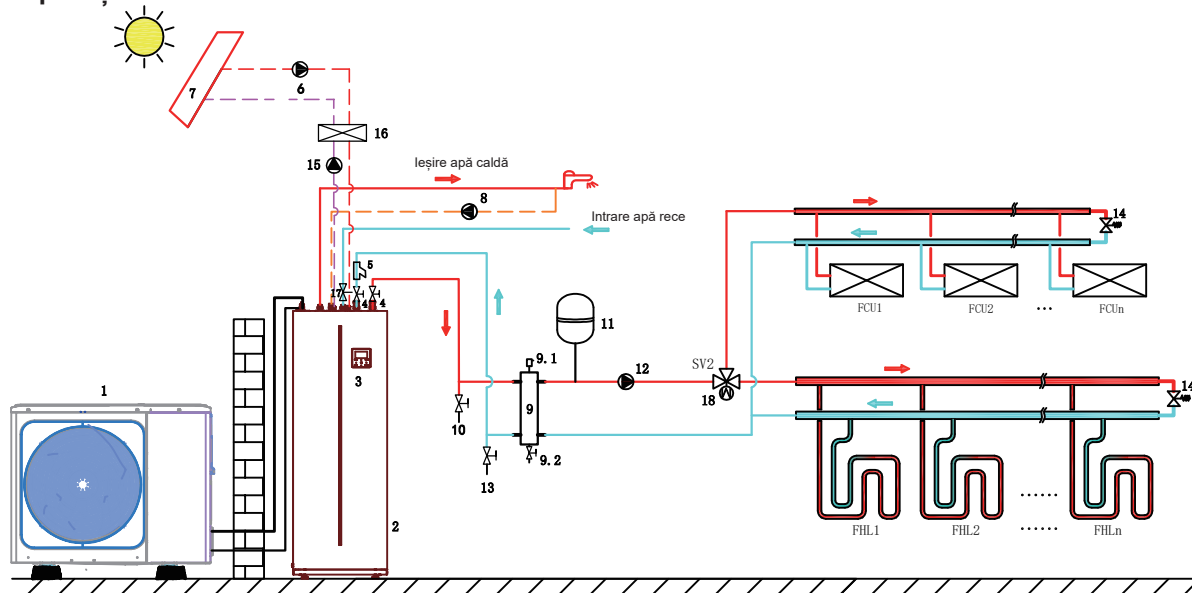 7
6
16
15
Ieșire apă caldă
8
Intrare apă rece
14
5
17
4
4
FCU1
FCU2
...
FCUn
11
3
9.1
12
SV2
18
14
1
9
10
9.2
13
2
FHL1
FHL2
FHLn
......
......